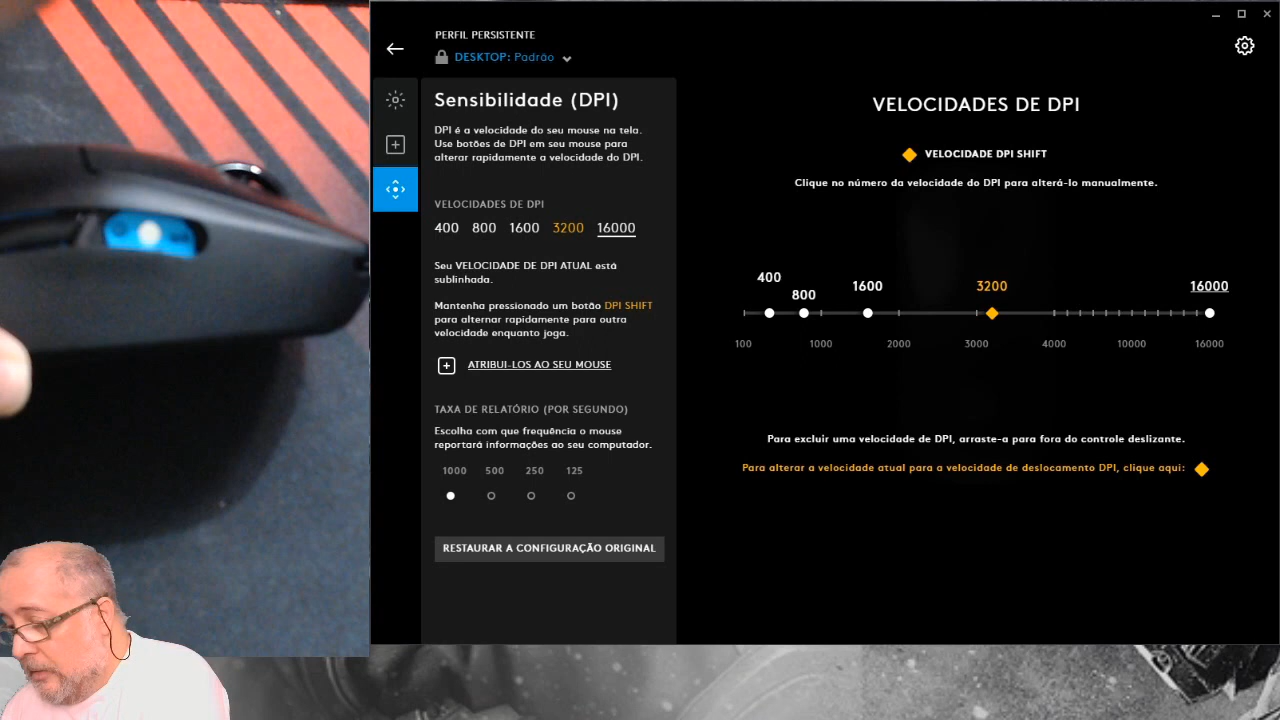 PERFIL PERSISTENTE
DESKTOP: Padrão
Sensibilidade (DPI)
DPI é a velocidade do seu mouse na tela.
Use botões de DPI em seu mouse para
alterar rapidamente a velocidade do DPI.
VELOCIDADES DE DPI
400 800 1600 3200 16000
Seu VELOCIDADE DE DPI ATUAL está
sublinhada.
Mantenha pressionado um botão DPI SHIFT
para alternar rapidamente para outra
velocidade enquanto joga.
ATRIBUI-LOS AO SEU MOUSE
TAXA DE RELATÓRIO (POR SEGUNDO)
Escolha com que frequência o mouse
reportará informações ao seu computador.
1000 500 250 125
RESTAURAR A CONFIGURAÇÃO ORIGINAL
VELOCIDADES DE DPI
VELOCIDADE DPI SHIFT
Clique no número da velocidade do DPI para alterá-lo manualmente.
400 800 1600 3200 16000
100 1000 2000 3000 4000 10000 16000
Para excluir uma velocidade de DPI, arraste-a para fora do controle deslizante.
Para alterar a velocidade atual para a velocidade de deslocamento DPI, clique aqui: